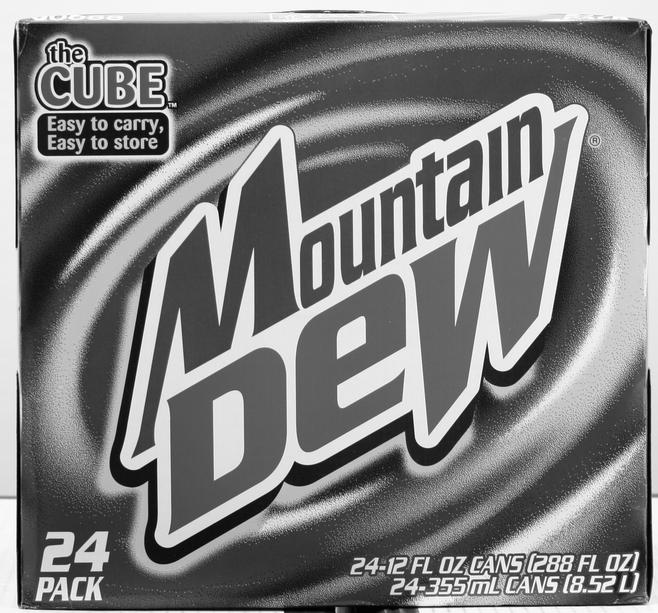 the
CUBE™
Easy to carry,
Easy to store
Mountain
Dew®
24
PACK
24-12 FL OZ CANS (288 FL OZ)
24-355 mL CANS (8.52 L)